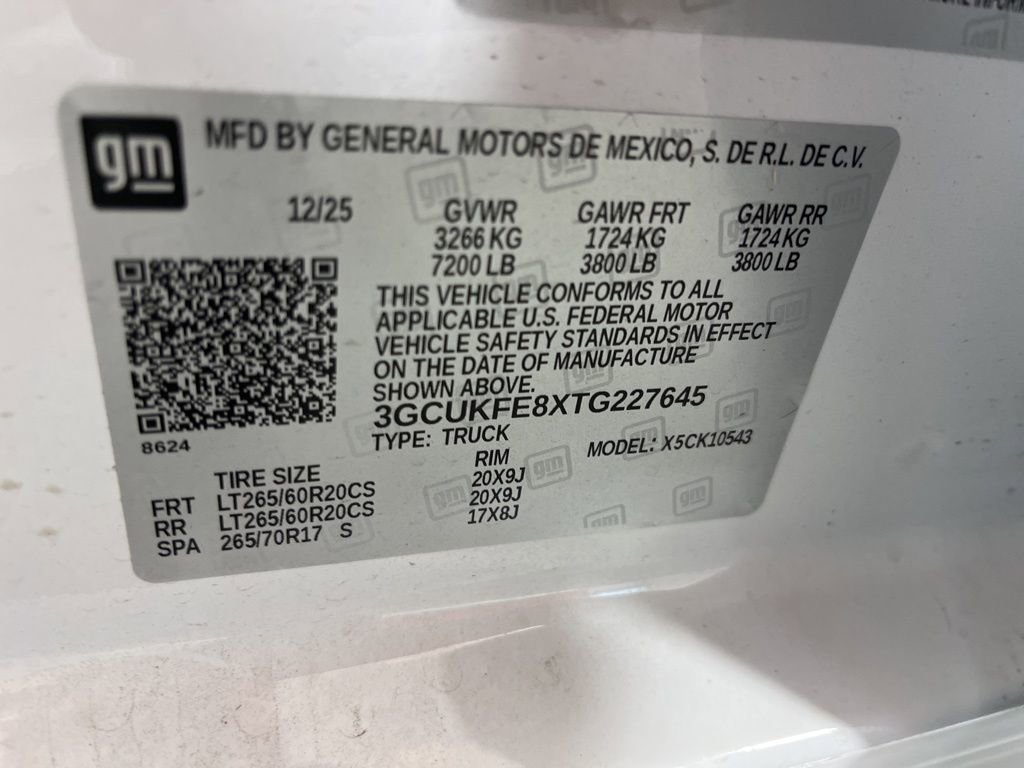 gm
MFD BY GENERAL MOTORS DE MEXICO, S. DE R.L. DE C.V.
12/25 GVWR GAWR FRT GAWR RR
3266 KG 1724 KG 1724 KG
7200 LB 3800 LB 3800 LB
THIS VEHICLE CONFORMS TO ALL
APPLICABLE U.S. FEDERAL MOTOR
VEHICLE SAFETY STANDARDS IN EFFECT
ON THE DATE OF MANUFACTURE
SHOWN ABOVE.
3GCUKFE8XTG227645
8624
TYPE: TRUCK MODEL: X5CK10543
TIRE SIZE RIM
FRT LT265/60R20CS 20X9J
RR LT265/60R20CS 20X9J
SPA 265/70R17 S 17X8J